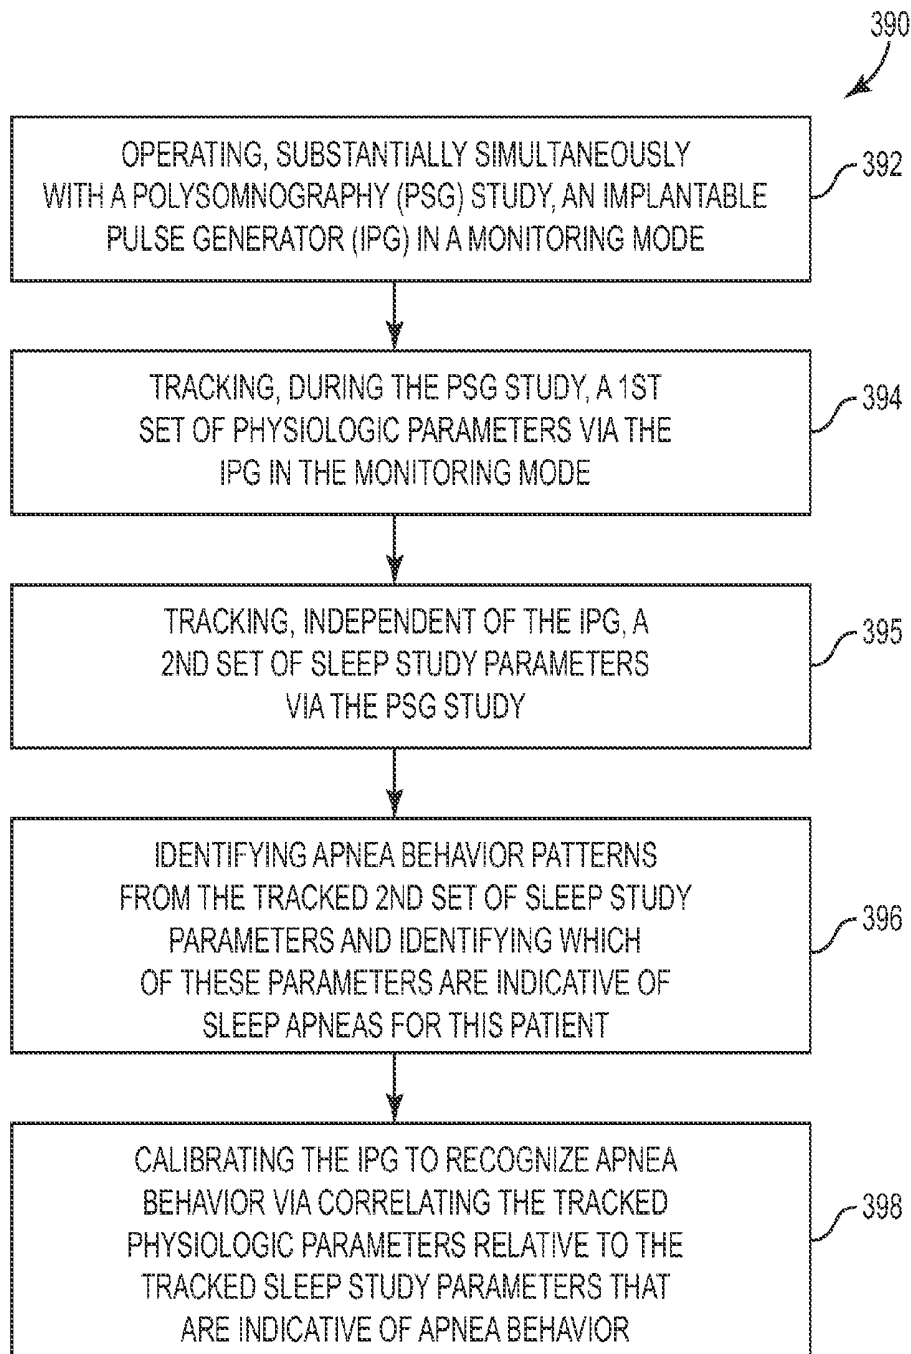 390
OPERATING, SUBSTANTIALLY SIMULTANEOUSLY
WITH A POLYSOMNOGRAPHY (PSG) STUDY, AN IMPLANTABLE
PULSE GENERATOR (IPG) IN A MONITORING MODE
392
TRACKING, DURING THE PSG STUDY, A 1ST
SET OF PHYSIOLOGIC PARAMETERS VIA THE
IPG IN THE MONITORING MODE
394
TRACKING, INDEPENDENT OF THE IPG, A
2ND SET OF SLEEP STUDY PARAMETERS
VIA THE PSG STUDY
395
IDENTIFYING APNEA BEHAVIOR PATTERNS
FROM THE TRACKED 2ND SET OF SLEEP STUDY
PARAMETERS AND IDENTIFYING WHICH
OF THESE PARAMETERS ARE INDICATIVE OF
SLEEP APNEAS FOR THIS PATIENT
396
CALIBRATING THE IPG TO RECOGNIZE APNEA
BEHAVIOR VIA CORRELATING THE TRACKED
PHYSIOLOGIC PARAMETERS RELATIVE TO THE
TRACKED SLEEP STUDY PARAMETERS THAT
ARE INDICATIVE OF APNEA BEHAVIOR
398